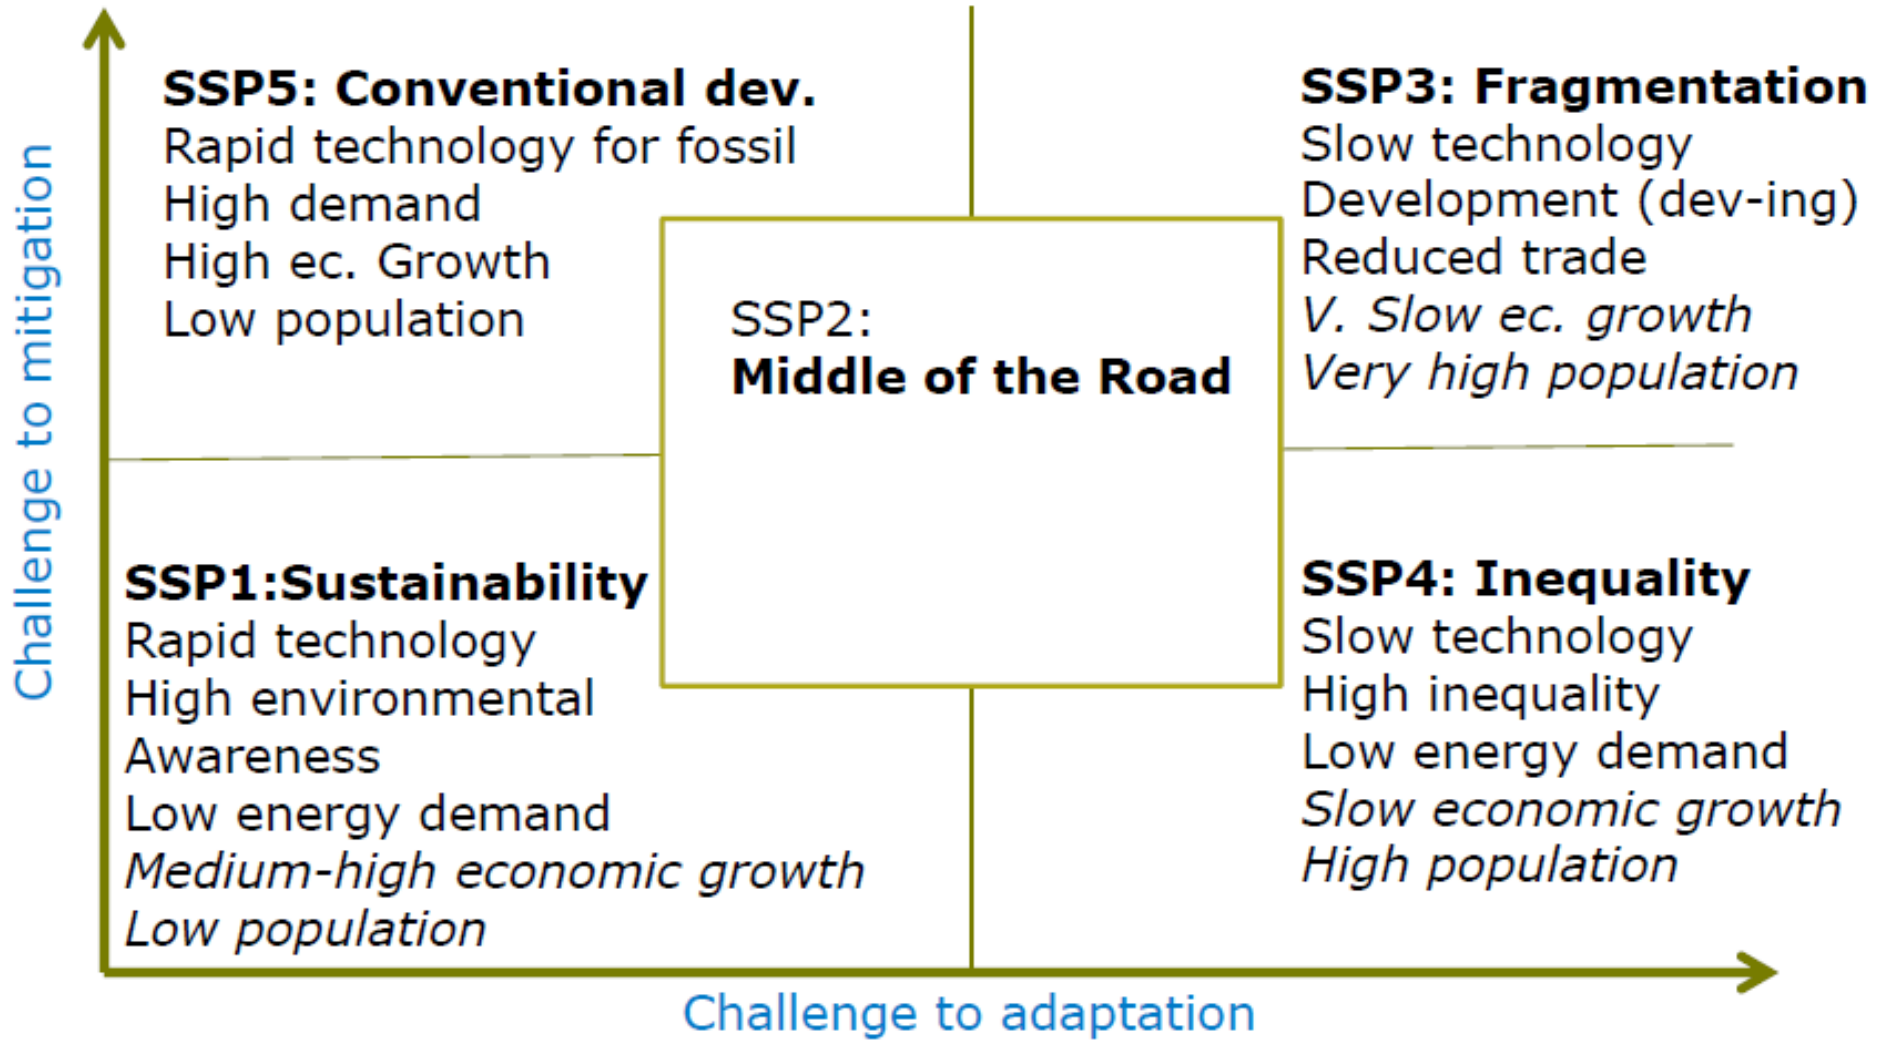 Challenge to mitigation
SSP5: Conventional dev.
Rapid technology for fossil
High demand
High ec. Growth
Low population
SSP3: Fragmentation
Slow technology
Development (dev-ing)
Reduced trade
V. Slow ec. growth
Very high population
SSP2:
Middle of the Road
SSP1:Sustainability
Rapid technology
High environmental
Awareness
Low energy demand
Medium-high economic growth
Low population
SSP4: Inequality
Slow technology
High inequality
Low energy demand
Slow economic growth
High population
Challenge to adaptation